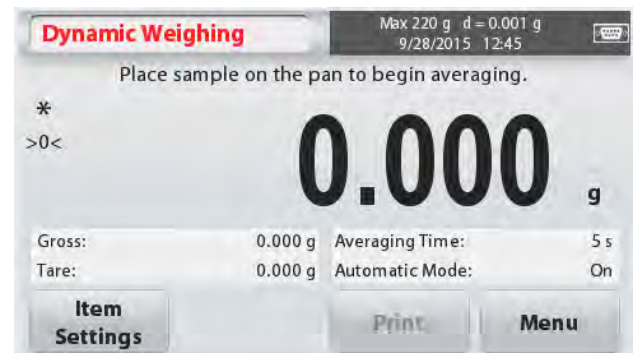 Dynamic Weighing
Max 220 g d = 0.001 g
9/28/2015 12:45
Place sample on the pan to begin averaging.
*
>0<
0.000 g
Gross: 0.000 g Averaging Time: 5 s
Tare: 0.000 g Automatic Mode: On
Item
Settings
Print
Menu